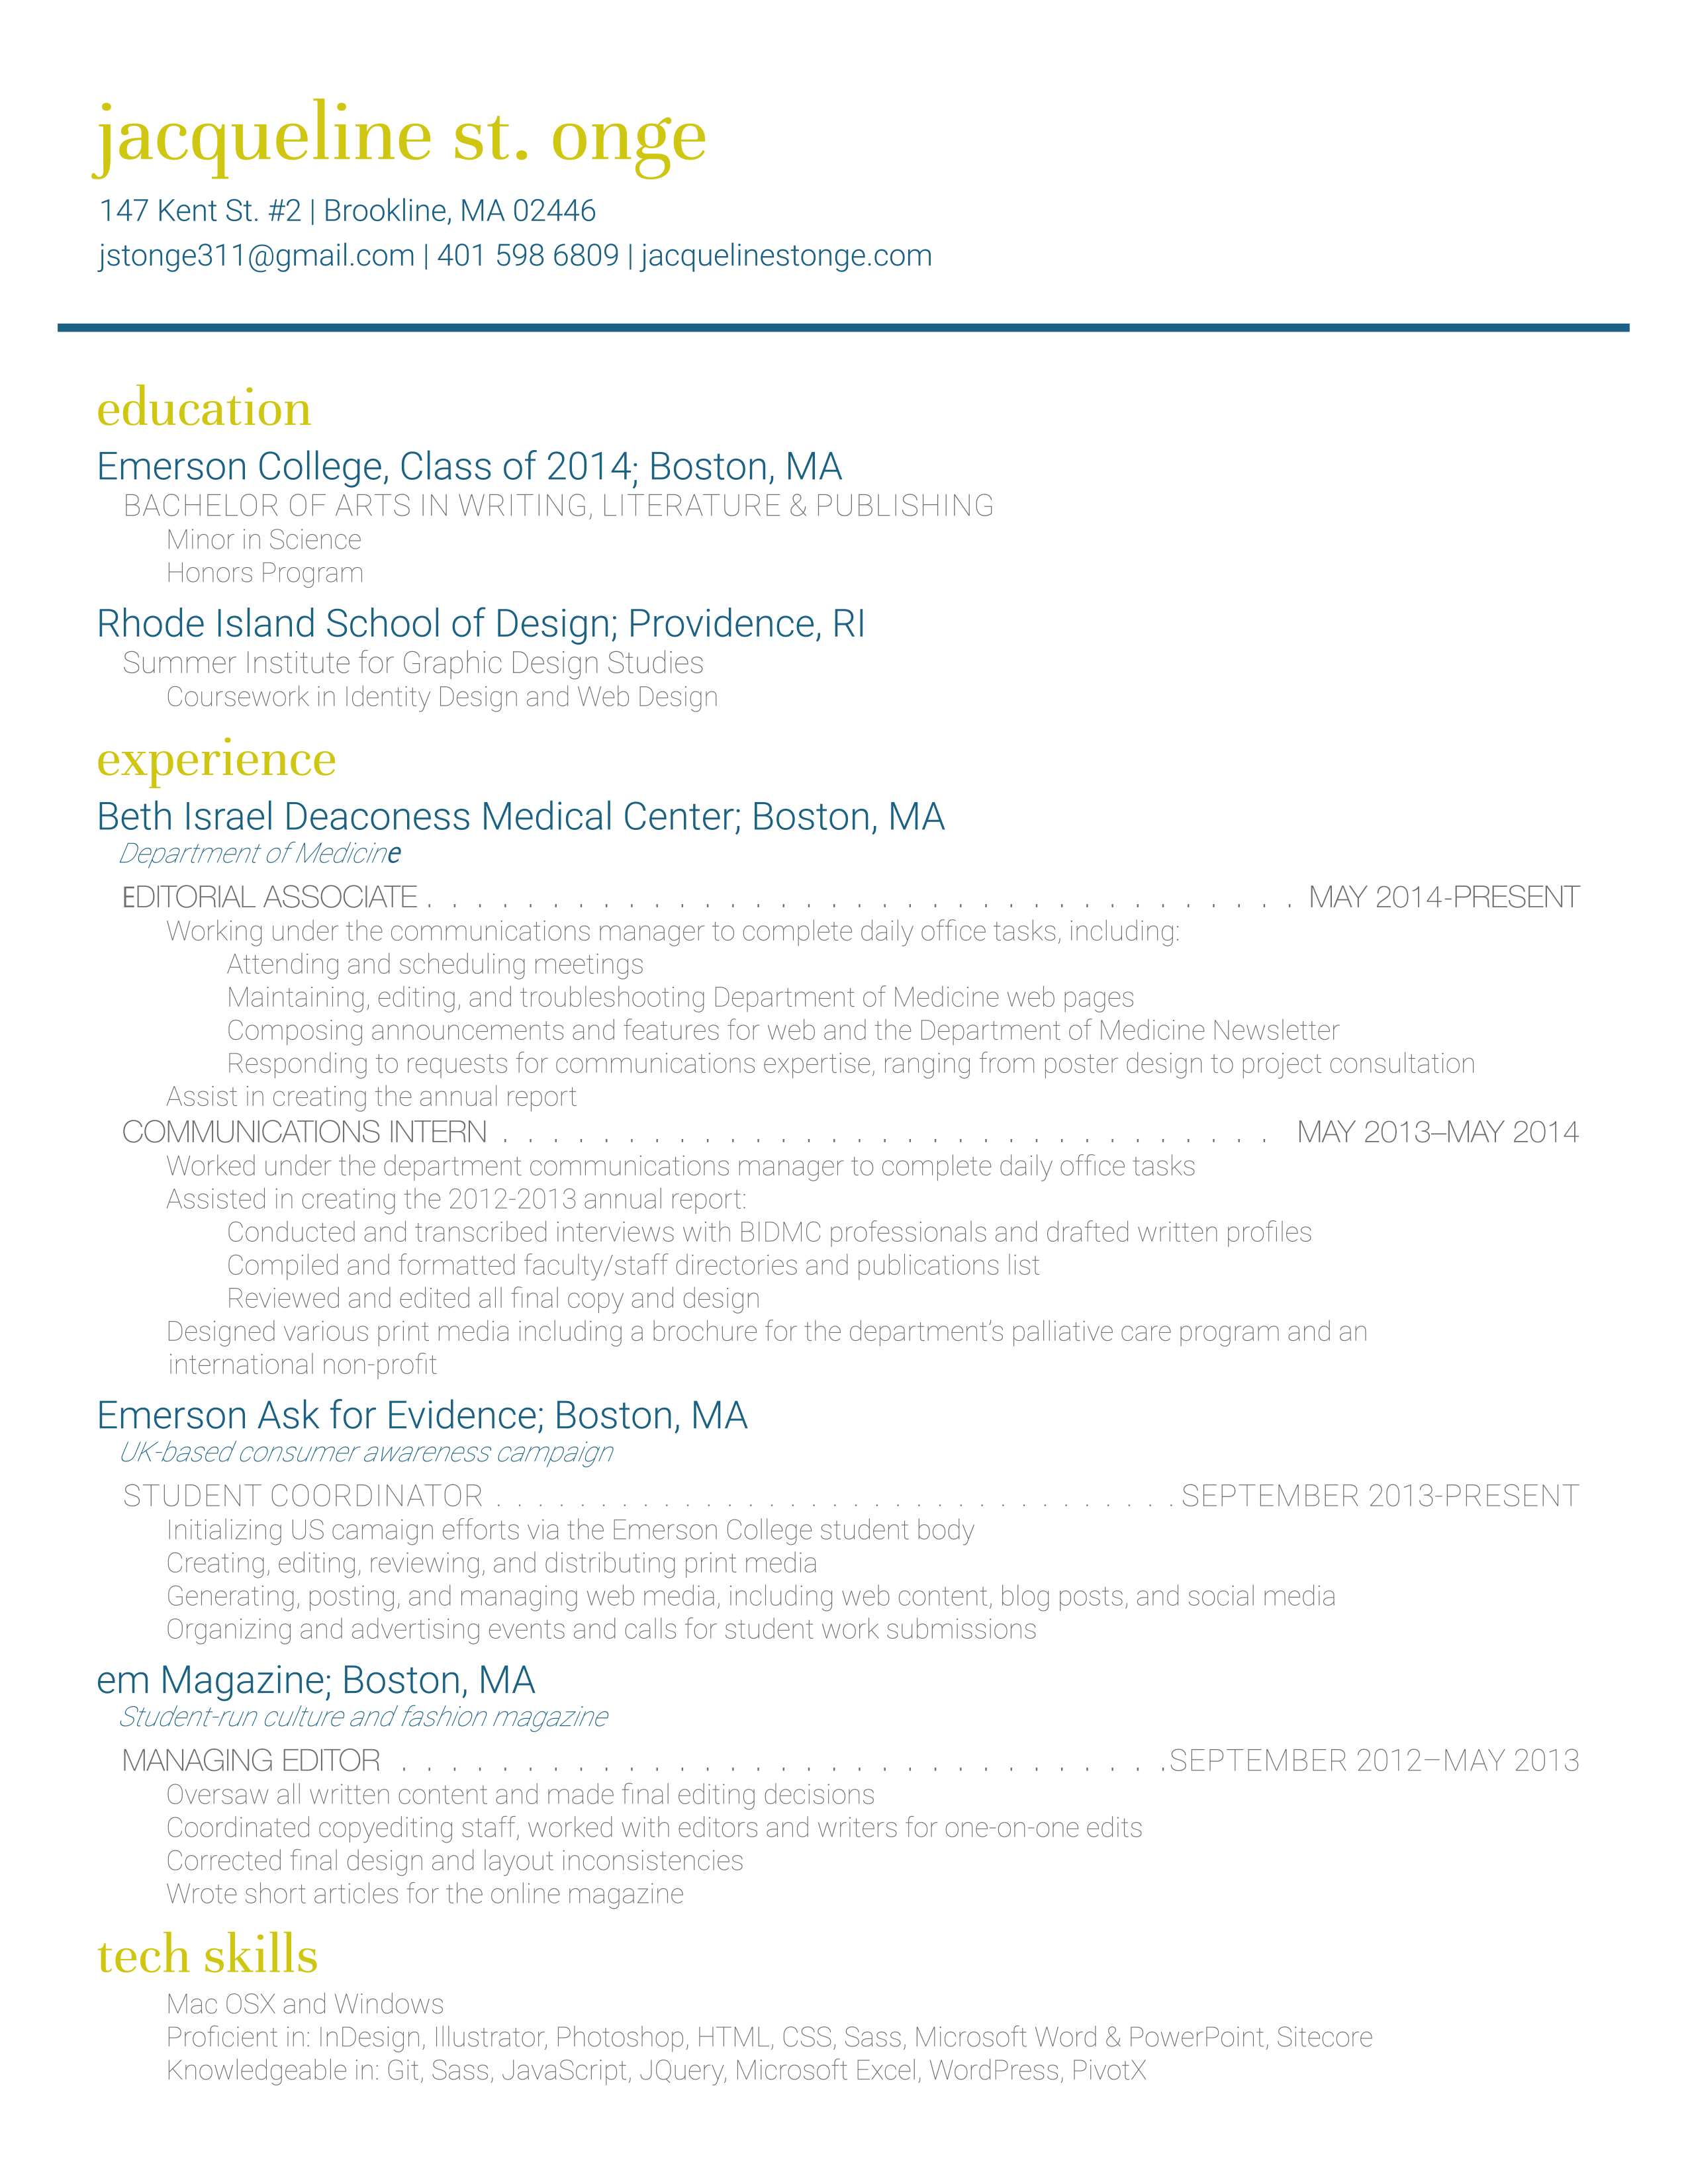 jacqueline st. onge
147 Kent St. #2 | Brookline, MA 02446
jstonge311@gmail.com | 401 598 6809 | jacquelinestonge.com
education
Emerson College, Class of 2014; Boston, MA
BACHELOR OF ARTS IN WRITING, LITERATURE & PUBLISHING
Minor in Science
Honors Program
Rhode Island School of Design; Providence, RI
Summer Institute for Graphic Design Studies
Coursework in Identity Design and Web Design
experience
Beth Israel Deaconess Medical Center; Boston, MA
Department of Medicine
EDITORIAL ASSOCIATE . . . . . . . . . . . . . . . . . . . . . . . . . . . . . . . . . . . MAY 2014-PRESENT
Working under the communications manager to complete daily office tasks, including:
Attending and scheduling meetings
Maintaining, editing, and troubleshooting Department of Medicine web pages
Composing announcements and features for web and the Department of Medicine Newsletter
Responding to requests for communications expertise, ranging from poster design to project consultation
Assist in creating the annual report
COMMUNICATIONS INTERN . . . . . . . . . . . . . . . . . . . . . . . . . . . . . . . MAY 2013–MAY 2014
Worked under the department communications manager to complete daily office tasks
Assisted in creating the 2012-2013 annual report:
Conducted and transcribed interviews with BIDMC professionals and drafted written profiles
Compiled and formatted faculty/staff directories and publications list
Reviewed and edited all final copy and design
Designed various print media including a brochure for the department’s palliative care program and an
international non-profit
Emerson Ask for Evidence; Boston, MA
UK-based consumer awareness campaign
STUDENT COORDINATOR . . . . . . . . . . . . . . . . . . . . . . . . . . . . . . . . . SEPTEMBER 2013-PRESENT
Initializing US camaign efforts via the Emerson College student body
Creating, editing, reviewing, and distributing print media
Generating, posting, and managing web media, including web content, blog posts, and social media
Organizing and advertising events and calls for student work submissions
em Magazine; Boston, MA
Student-run culture and fashion magazine
MANAGING EDITOR . . . . . . . . . . . . . . . . . . . . . . . . . . . . . . .SEPTEMBER 2012–MAY 2013
Oversaw all written content and made final editing decisions
Coordinated copyediting staff, worked with editors and writers for one-on-one edits
Corrected final design and layout inconsistencies
Wrote short articles for the online magazine
tech skills
Mac OSX and Windows
Proficient in: InDesign, Illustrator, Photoshop, HTML, CSS, Sass, Microsoft Word & PowerPoint, Sitecore
Knowledgeable in: Git, Sass, JavaScript, JQuery, Microsoft Excel, WordPress, PivotX